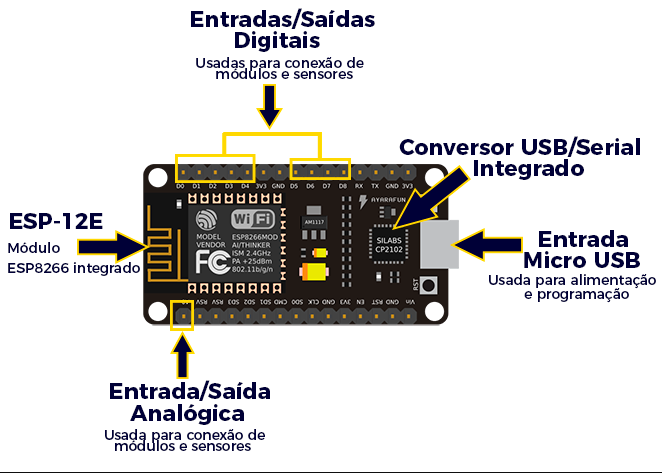 Entradas/Saídas
Digitais
Usadas para conexão de
módulos e sensores
Conversor USB/Serial
Integrado
D0 D1 D2 D3 D4 3V3 GND D5 D6 D7 D8 RX TX GND 3V3
AYARAFUN
ESP-12E
Módulo
ESP8266 integrado
WiFi
MODEL
VENDOR
ESP8266MOD
AI/THINKER
ISM 2.4GHz
PA +25dBm
802.11b/g/n
FC
AM1117
SILABS
CP2102
Entrada
Micro USB
Usada para alimentação
e programação
RST
RSV RSV SD3 SD2 SD1 CMD SD0 CLK GND 3V3 EN RST GND Vin
Entrada/Saída
Analógica
Usada para conexão de
módulos e sensores